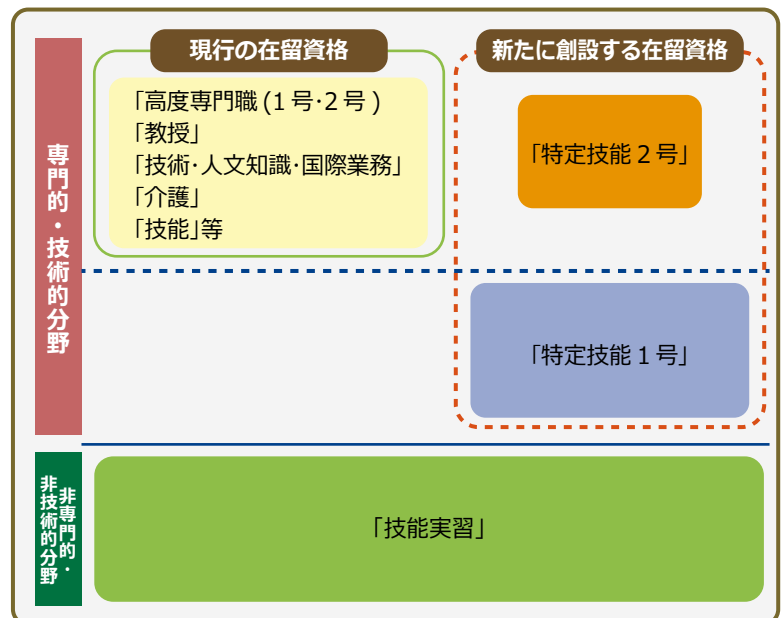 現行の在留資格
新たに創設する在留資格
専門的・技術的分野
「高度専門職(1号・2号)
「教授」
「技術・人文知識・国際業務」
「介護」
「技能」等
「特定技能2号」
「特定技能1号」
非専門的・
非技術的分野
「技能実習」